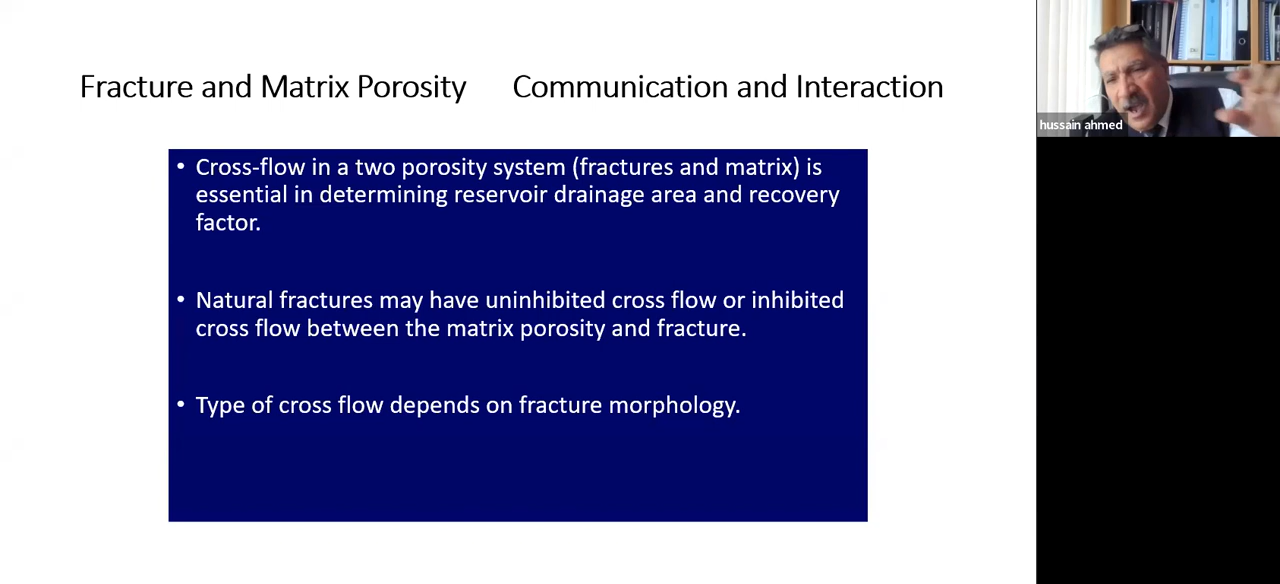 Fracture and Matrix Porosity Communication and Interaction
• Cross-flow in a two porosity system (fractures and matrix) is
essential in determining reservoir drainage area and recovery
factor.
• Natural fractures may have uninhibited cross flow or inhibited
cross flow between the matrix porosity and fracture.
• Type of cross flow depends on fracture morphology.
hussain ahmed